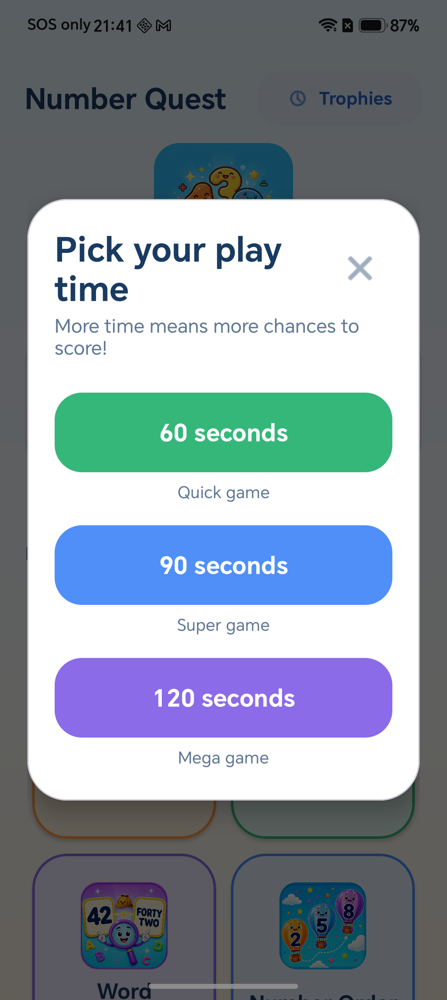 SOS only 21:41 87%
Number Quest
Trophies
Pick your play
time
More time means more chances to
score!
60 seconds
Quick game
90 seconds
Super game
120 seconds
Mega game
42
FORTY
TWO
A
B
C
D
2
5
8
Word
Number Order